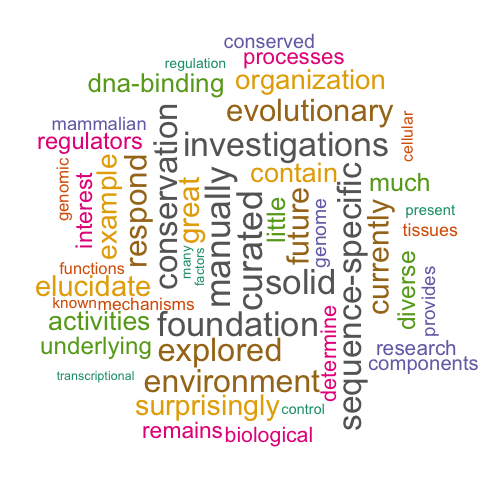 conserved
processes
regulation
dna-binding
organization
evolutionary
mammalian
regulators
investigations
cellular
conservation
contain
much
genomic
interest
example
respond
great
manually
curated
little
future
genome
sequence-specific
currently
present
tissues
many
factors
functions
solid
diverse
provides
elucidate
known
mechanisms
activities
foundation
determine
underlying
explored
research
components
transcriptional
environment
surprisingly
control
remains
biological